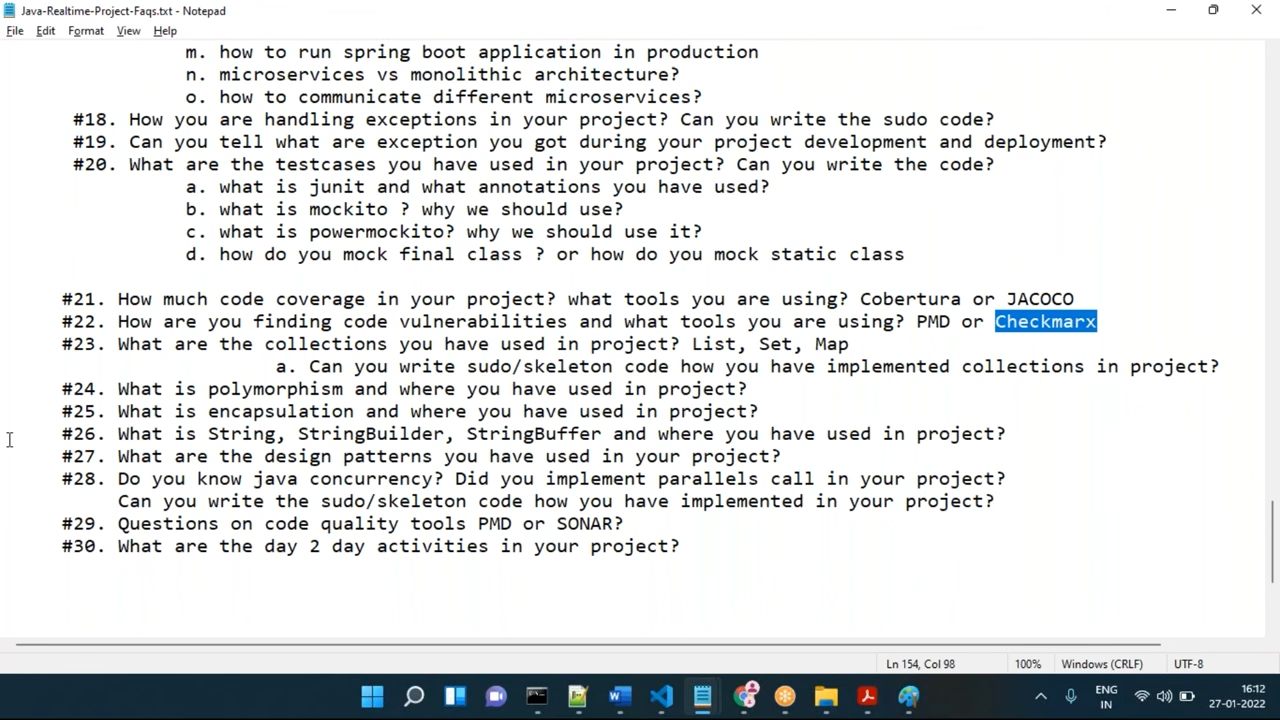 Java-Realtime-Project-Faqs.txt - Notepad
File Edit Format View Help
m. how to run spring boot application in production
n. microservices vs monolithic architecture?
o. how to communicate different microservices?
#18. How you are handling exceptions in your project? Can you write the sudo code?
#19. Can you tell what are exception you got during your project development and deployment?
#20. What are the testcases you have used in your project? Can you write the code?
a. what is junit and what annotations you have used?
b. what is mockito ? why we should use?
c. what is powermockito? why we should use it?
d. how do you mock final class ? or how do you mock static class
#21. How much code coverage in your project? what tools you are using? Cobertura or JACOCO
#22. How are you finding code vulnerabilities and what tools you are using? PMD or Checkmarx
#23. What are the collections you have used in project? List, Set, Map
a. Can you write sudo/skeleton code how you have implemented collections in project?
#24. What is polymorphism and where you have used in project?
#25. What is encapsulation and where you have used in project?
#26. What is String, StringBuilder, StringBuffer and where you have used in project?
#27. What are the design patterns you have used in your project?
#28. Do you know java concurrency? Did you implement parallels call in your project?
Can you write the sudo/skeleton code how you have implemented in your project?
#29. Questions on code quality tools PMD or SONAR?
#30. What are the day 2 day activities in your project?
Ln 154, Col 98 100% Windows (CRLF) UTF-8
ENG
IN
16:12
27-01-2022